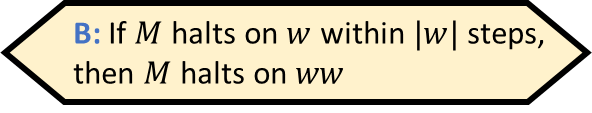 B: If M halts on w within |w| steps,
then M halts on ww